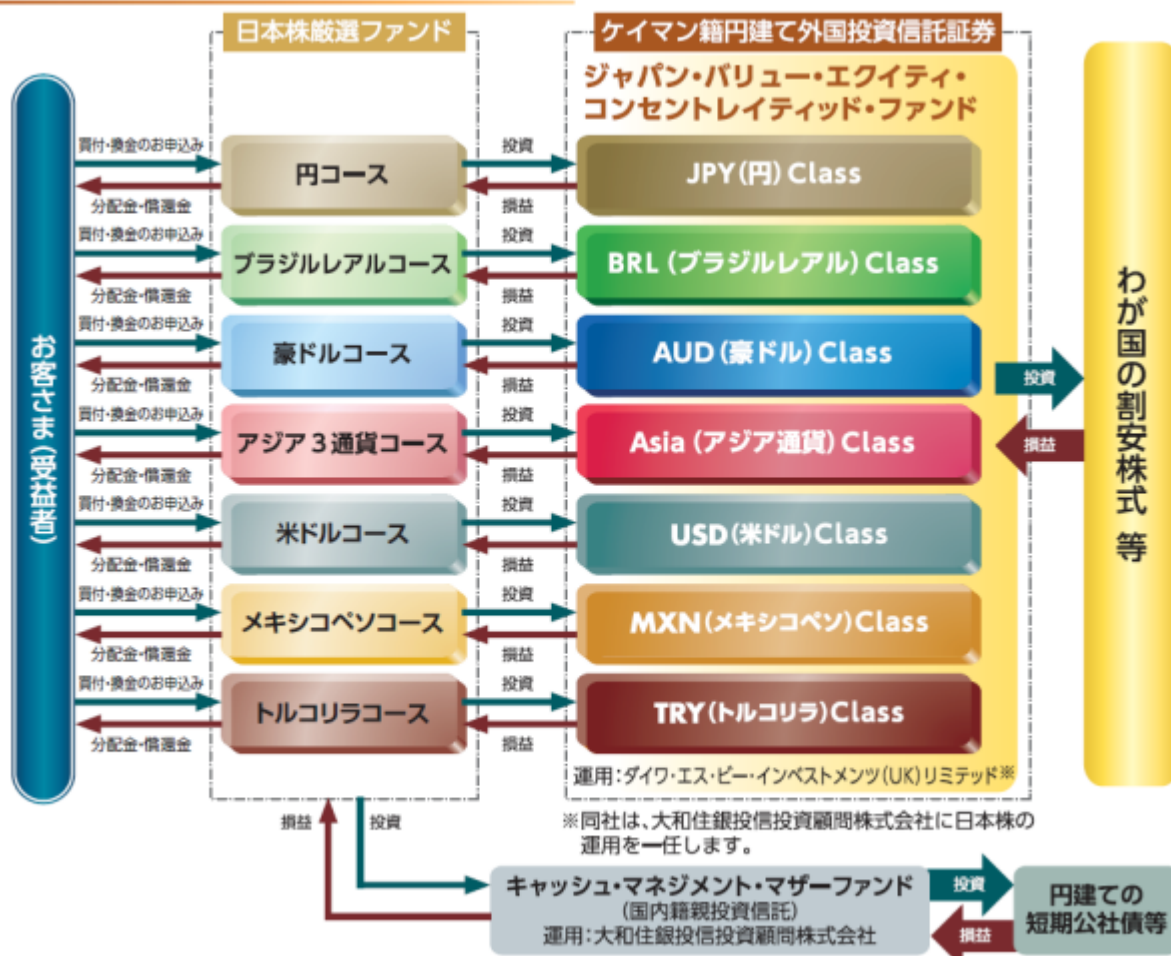 日本株厳選ファンド
ケイマン籍円建て外国投資信託証券
ジャパン・バリュー・エクイティ・
コンセントレイティッド・ファンド
お客さま(受益者)
買付・換金のお申込み
分配金・償還金
円コース
投資
損益
JPY(円) Class
買付・換金のお申込み
分配金・償還金
ブラジルレアルコース
投資
損益
BRL (ブラジルレアル) Class
買付・換金のお申込み
分配金・償還金
豪ドルコース
投資
損益
AUD(豪ドル) Class
買付・換金のお申込み
分配金・償還金
アジア3通貨コース
投資
損益
Asia (アジア通貨) Class
買付・換金のお申込み
分配金・償還金
米ドルコース
投資
損益
USD(米ドル) Class
買付・換金のお申込み
分配金・償還金
メキシコペソコース
投資
損益
MXN(メキシコペソ) Class
買付・換金のお申込み
分配金・償還金
トルコリラコース
投資
損益
TRY(トルコリラ) Class
運用:ダイワ・エス・ビー・インベストメンツ(UK)リミテッド※
投資
損益
わが国の割安株式 等
※同社は、大和住銀投信投資顧問株式会社に日本株の
運用を一任します。
損益
投資
キャッシュ・マネジメント・マザーファンド
(国内籍親投資信託)
運用:大和住銀投信投資顧問株式会社
投資
損益
円建ての
短期公社債等